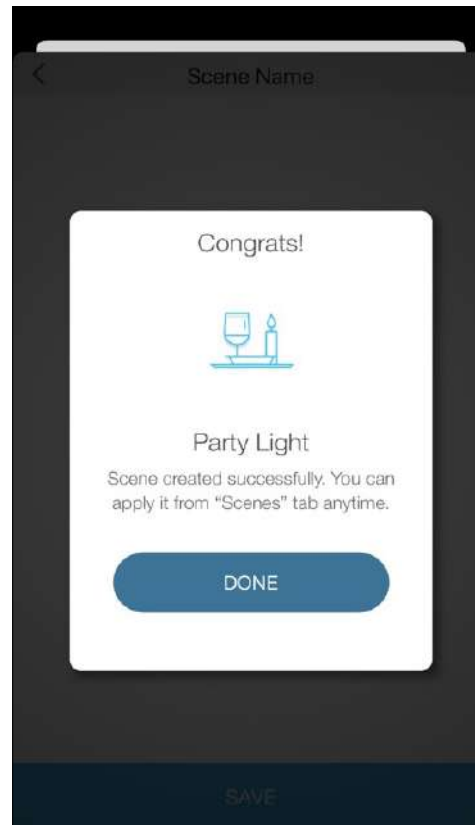 Scene Name
Congrats!
Party Light
Scene created successfully. You can
apply it from “Scenes” tab anytime.
DONE
SAVE